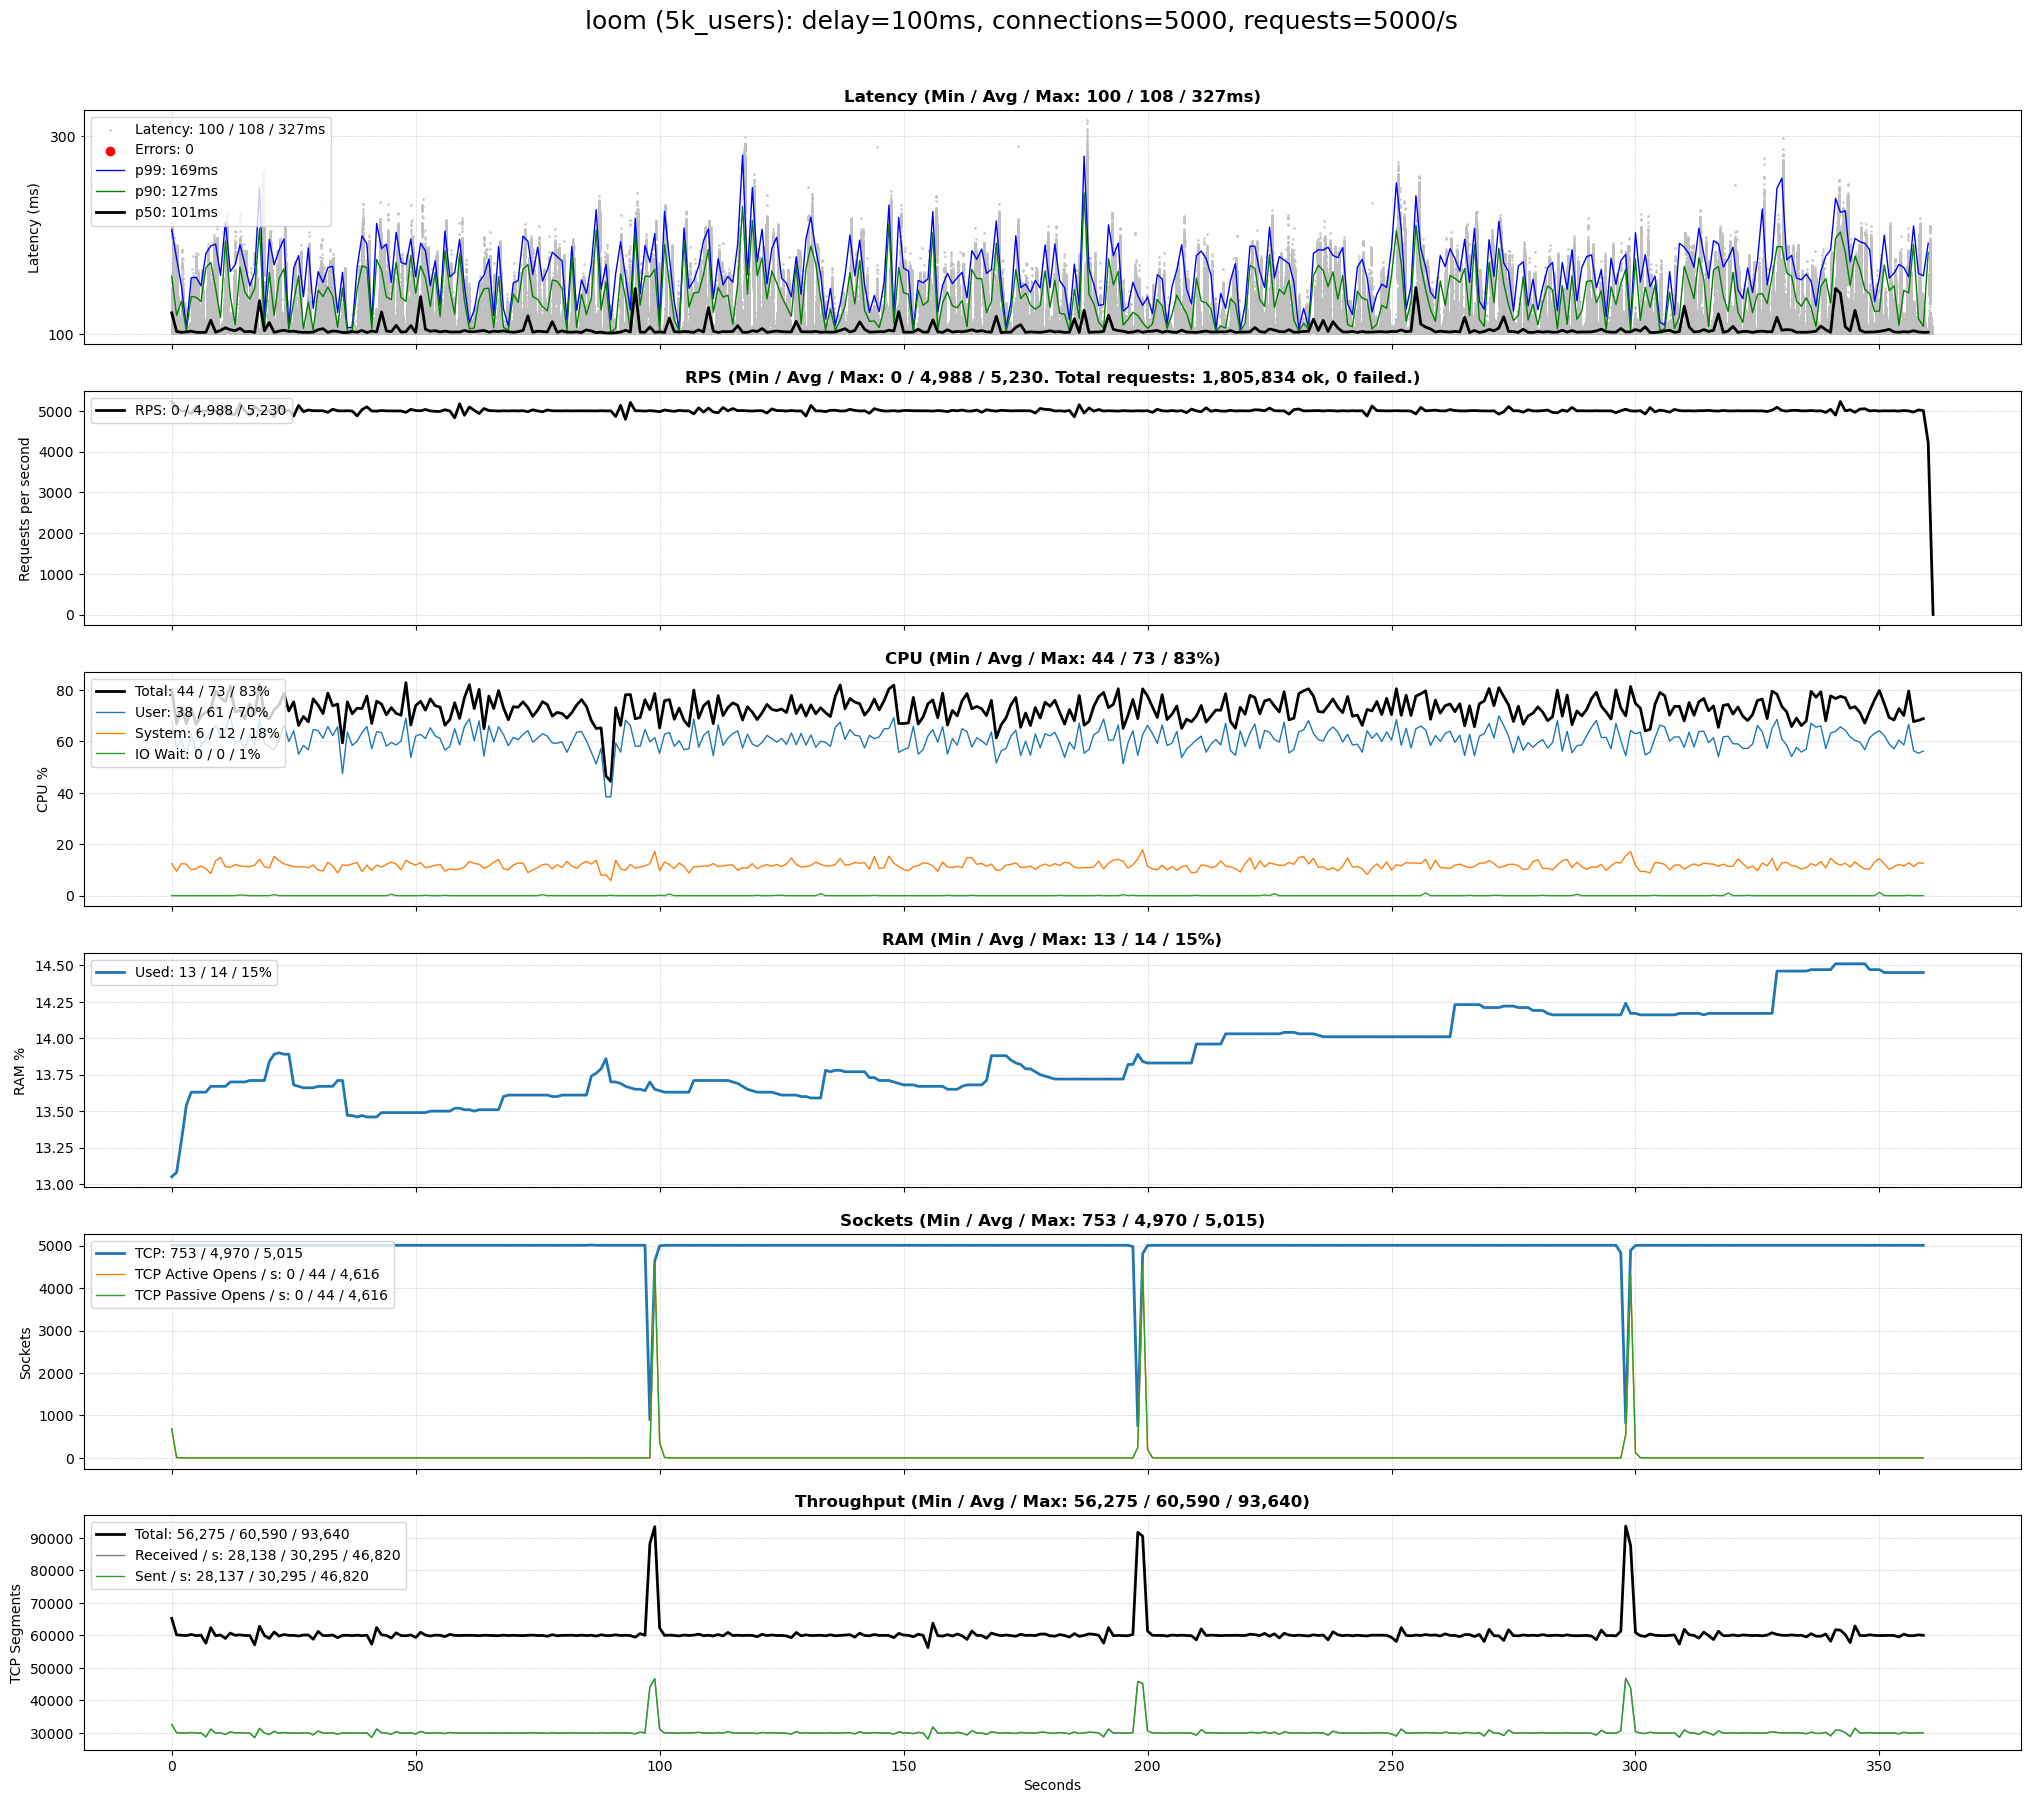 loom (5k_users): delay=100ms, connections=5000, requests=5000/s
Latency (Min / Avg / Max: 100 / 108 / 327ms)
Latency: 100 / 108 / 327ms
Errors: 0
p99: 169ms
p90: 127ms
p50: 101ms
300
100
Latency (ms)
RPS (Min / Avg / Max: 0 / 4,988 / 5,230. Total requests: 1,805,834 ok, 0 failed.)
RPS: 0 / 4,988 / 5,230
5000
4000
3000
2000
1000
0
Requests per second
CPU (Min / Avg / Max: 44 / 73 / 83%)
Total: 44 / 73 / 83%
User: 38 / 61 / 70%
System: 6 / 12 / 18%
IO Wait: 0 / 0 / 1%
80
60
40
20
0
CPU %
RAM (Min / Avg / Max: 13 / 14 / 15%)
Used: 13 / 14 / 15%
14.50
14.25
14.00
13.75
13.50
13.25
13.00
RAM %
Sockets (Min / Avg / Max: 753 / 4,970 / 5,015)
TCP: 753 / 4,970 / 5,015
TCP Active Opens / s: 0 / 44 / 4,616
TCP Passive Opens / s: 0 / 44 / 4,616
5000
4000
3000
2000
1000
0
Sockets
Throughput (Min / Avg / Max: 56,275 / 60,590 / 93,640)
Total: 56,275 / 60,590 / 93,640
Received / s: 28,138 / 30,295 / 46,820
Sent / s: 28,137 / 30,295 / 46,820
90000
80000
70000
60000
50000
40000
30000
TCP Segments
0 50 100 150 200 250 300 350
Seconds